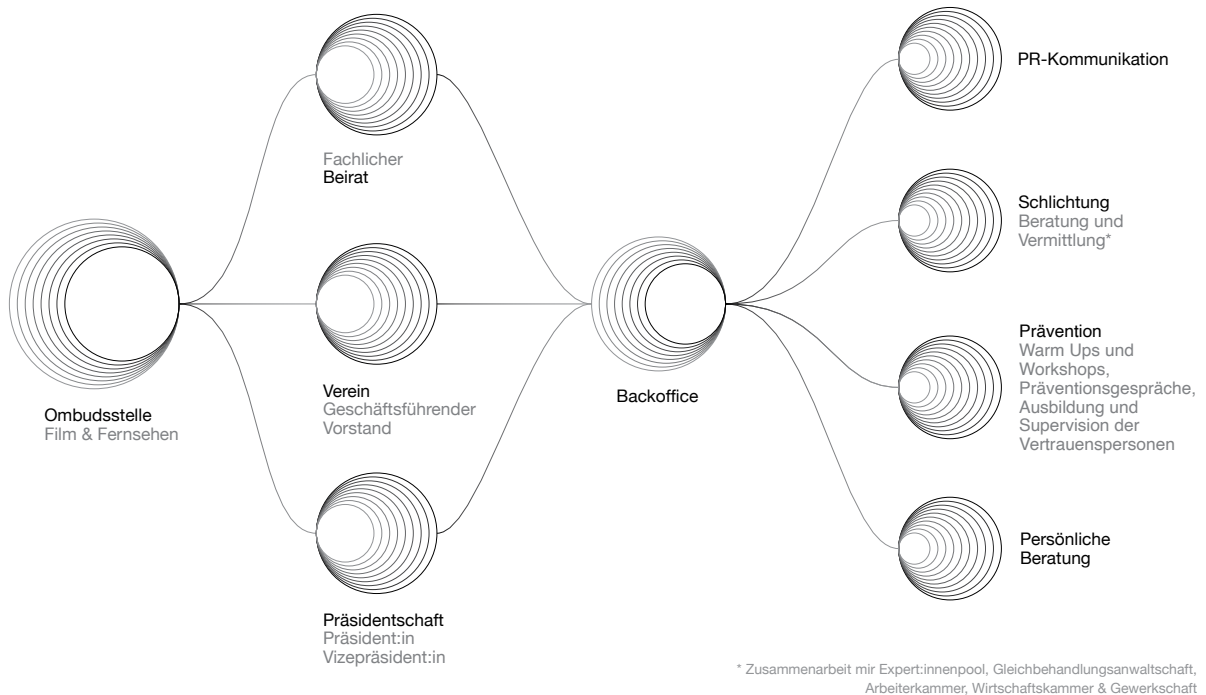 Ombudsstelle
Film & Fernsehen
Fachlicher
Beirat
Verein
Geschäftsführender
Vorstand
Präsidentschaft
Präsident:in
Vizepräsident:in
Backoffice
PR-Kommunikation
Schlichtung
Beratung und
Vermittlung*
Prävention
Warm Ups und
Workshops,
Präventionsgespräche,
Ausbildung und
Supervision der
Vertrauenspersonen
Persönliche
Beratung
* Zusammenarbeit mir Expert:innenpool, Gleichbehandlungsanwaltschaft,
Arbeiterkammer, Wirtschaftskammer & Gewerkschaft